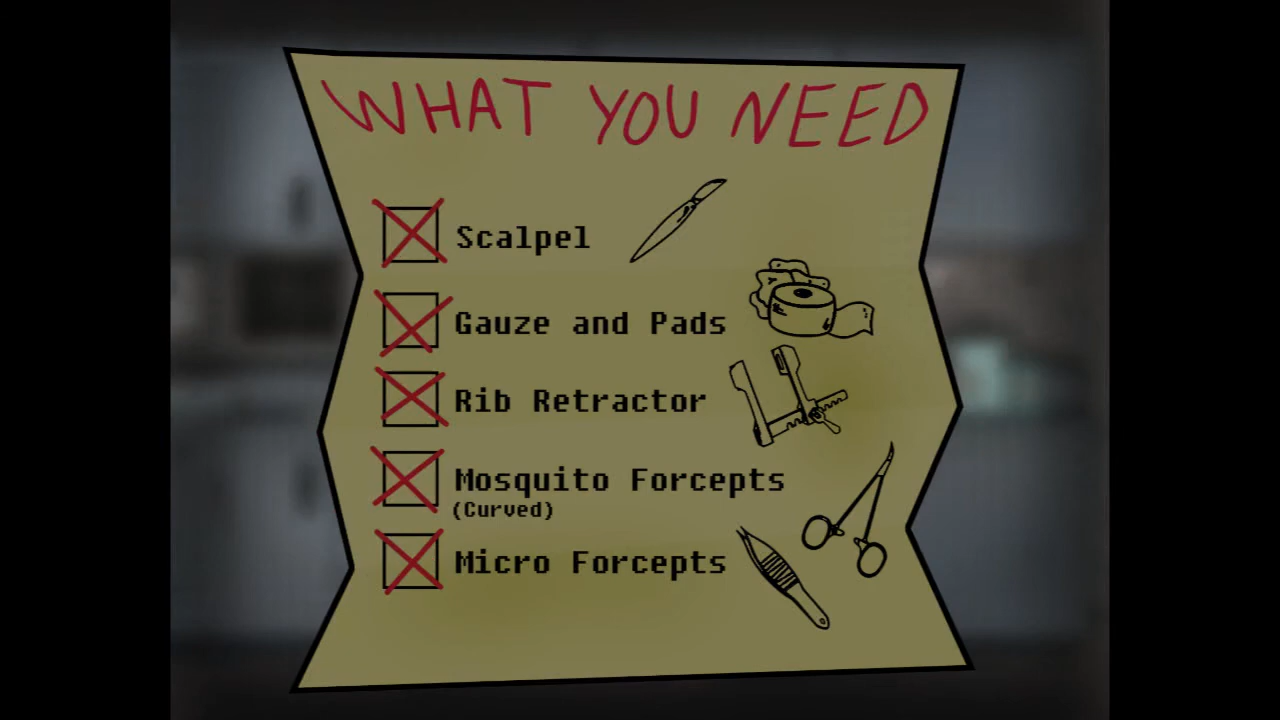 WHAT YOU NEED
Scalpel
Gauze and Pads
Rib Retractor
Mosquito Forcepts
(Curved)
Micro Forcepts